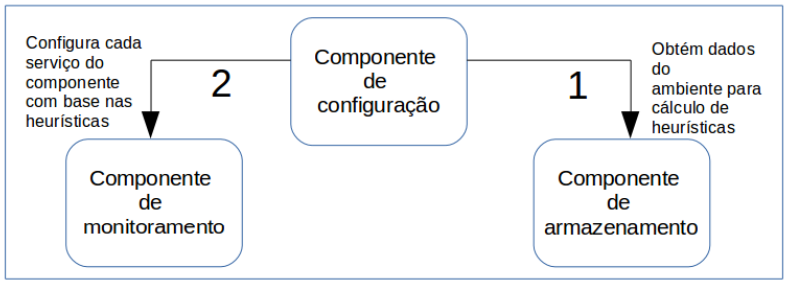 Configura cada
serviço do
componente
com base nas
heurísticas
2
Componente
de
configuração
1
Obtém dados
do
ambiente para
cálculo de
heurísticas
Componente
de
monitoramento
Componente
de
armazenamento